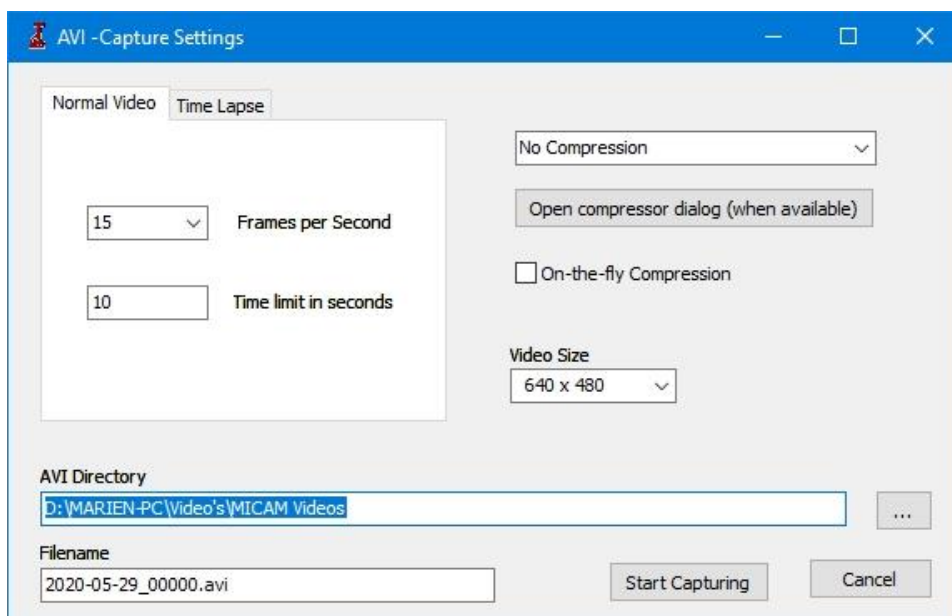 AVI -Capture Settings
Normal Video
Time Lapse
15
Frames per Second
10
Time limit in seconds
No Compression
Open compressor dialog (when available)
On-the-fly Compression
Video Size
640 x 480
AVI Directory
D:\MARIEN-PC\Video's\MICAM Videos
...
Filename
2020-05-29_00000.avi
Start Capturing
Cancel